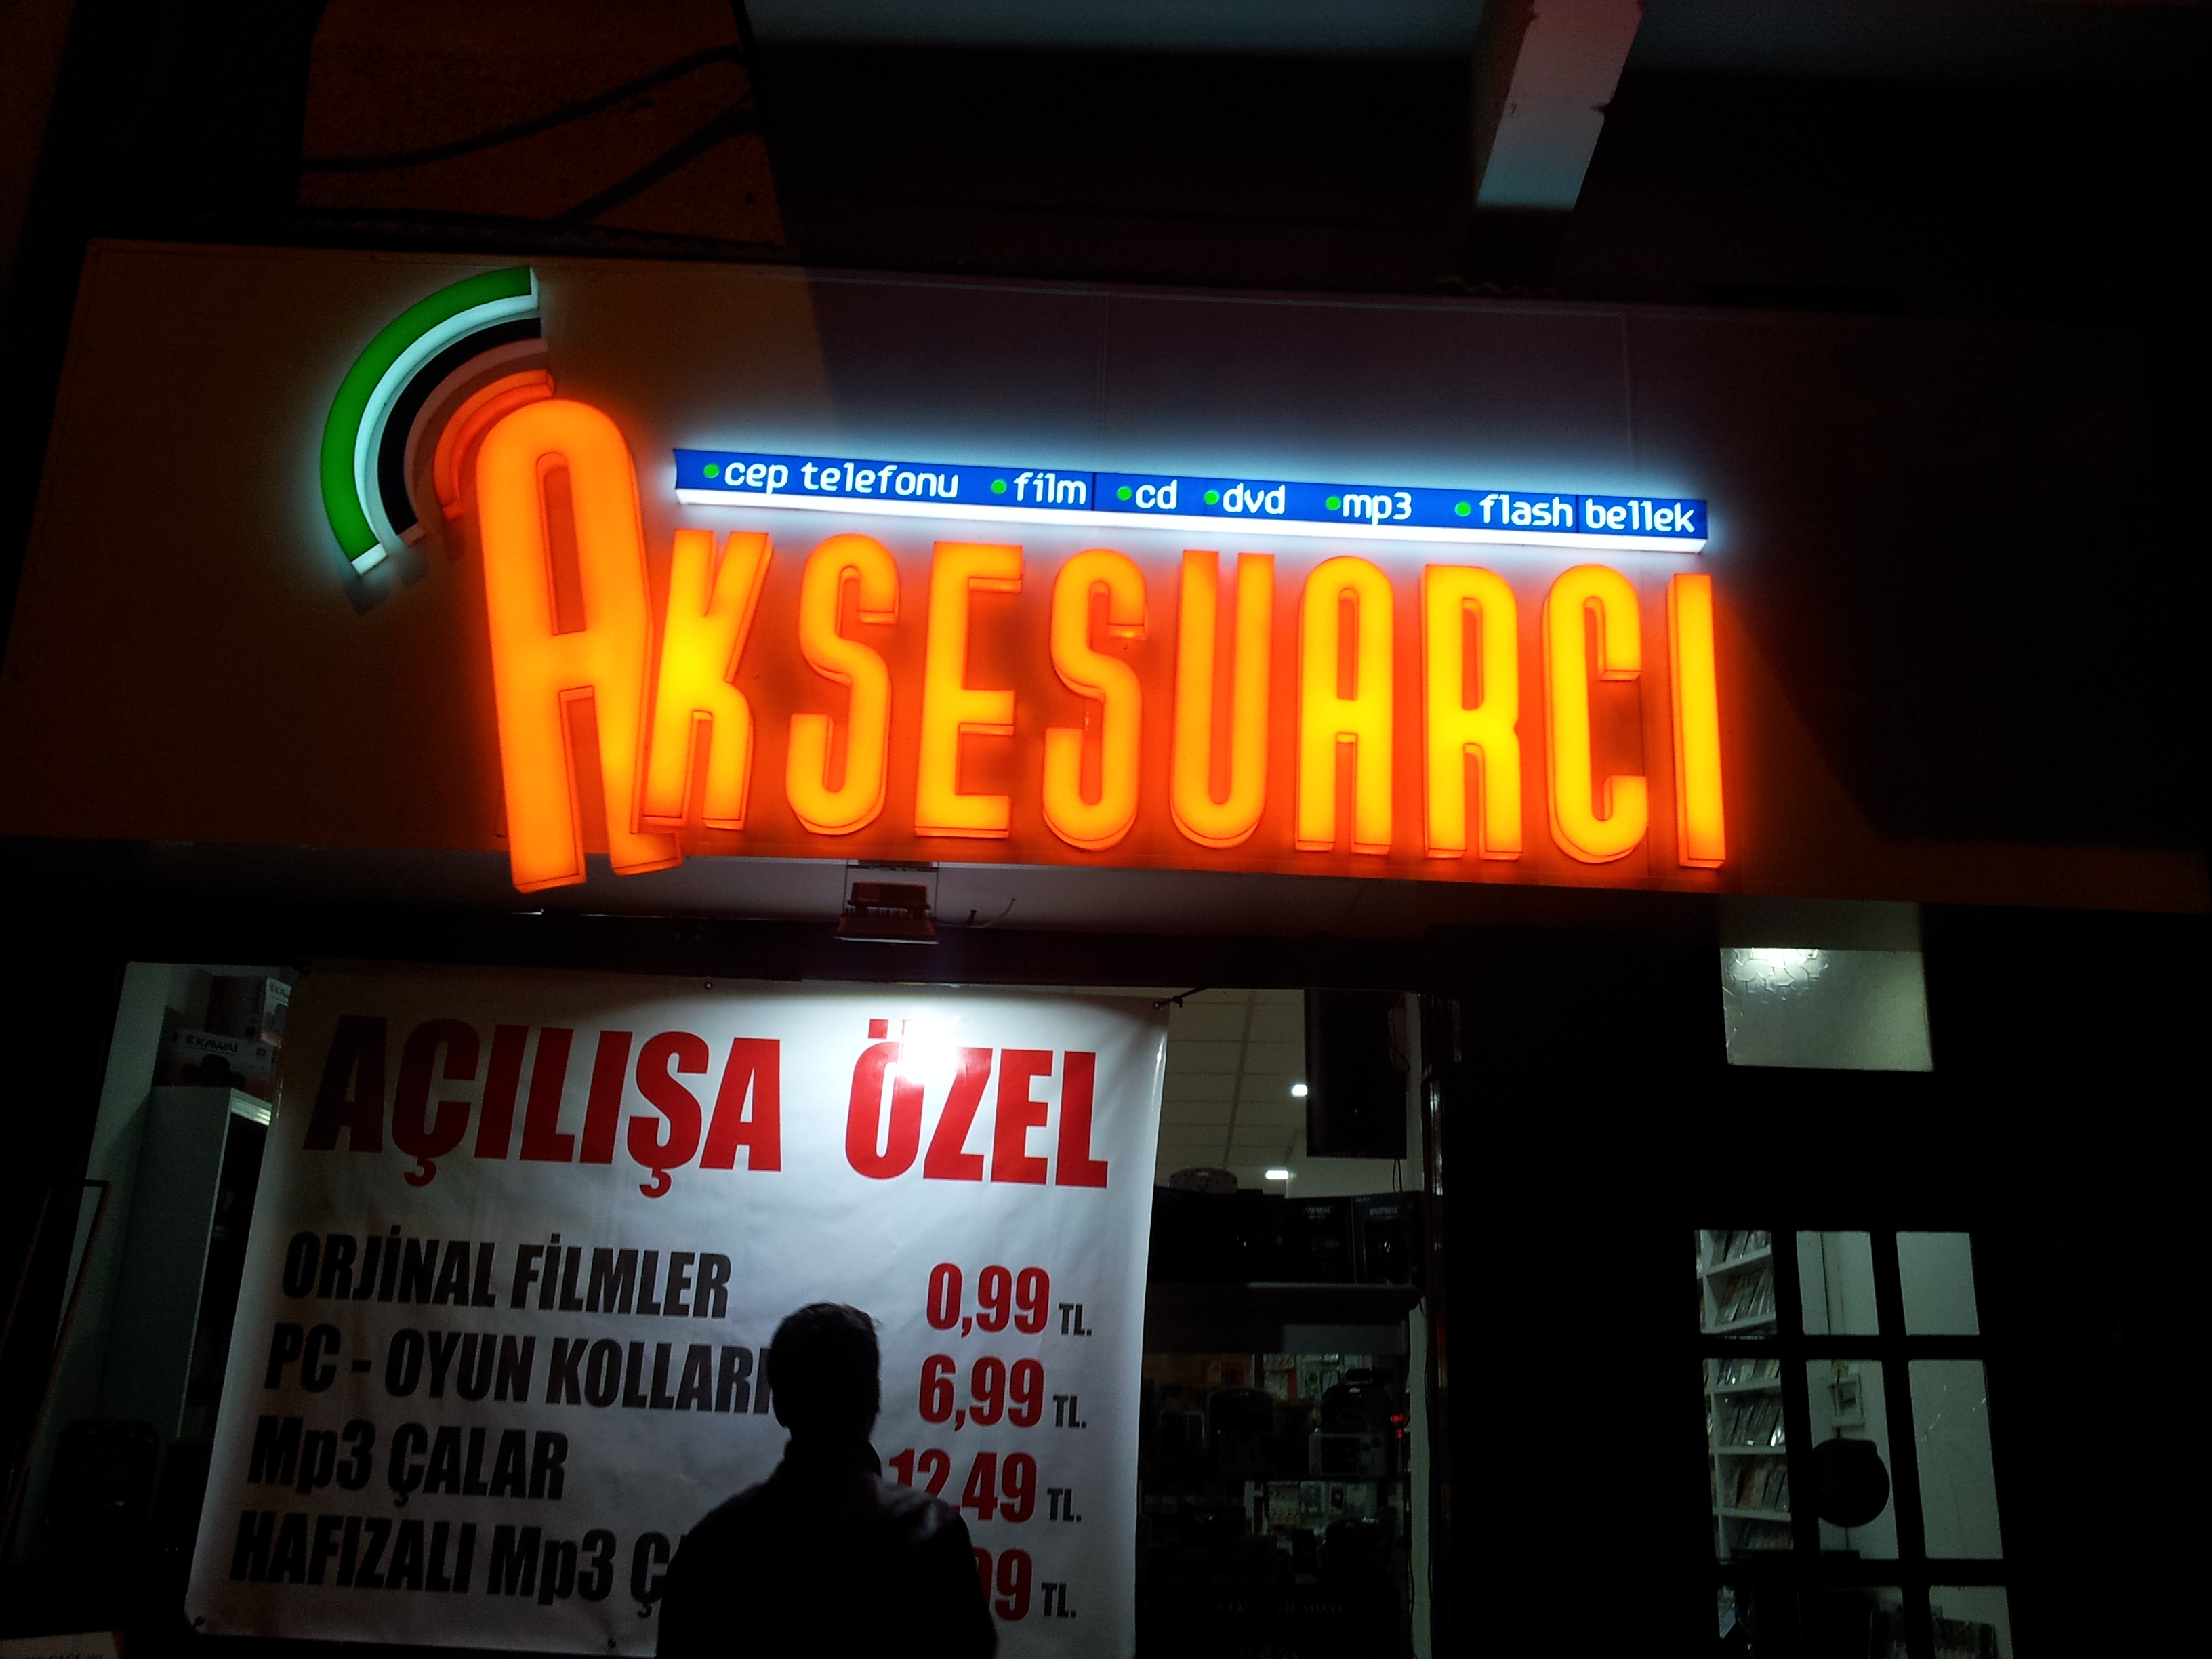 •cep telefonu •film •cd •dvd •mp3 •flash bellek
AKSESUARCI
AÇILIŞA ÖZEL
ORJİNAL FİLMLER 0,99 TL.
PC - OYUN KOLLARI 6,99 TL.
Mp3 ÇALAR 12,49 TL.
HAFIZALI Mp3 TL.
KAWAI